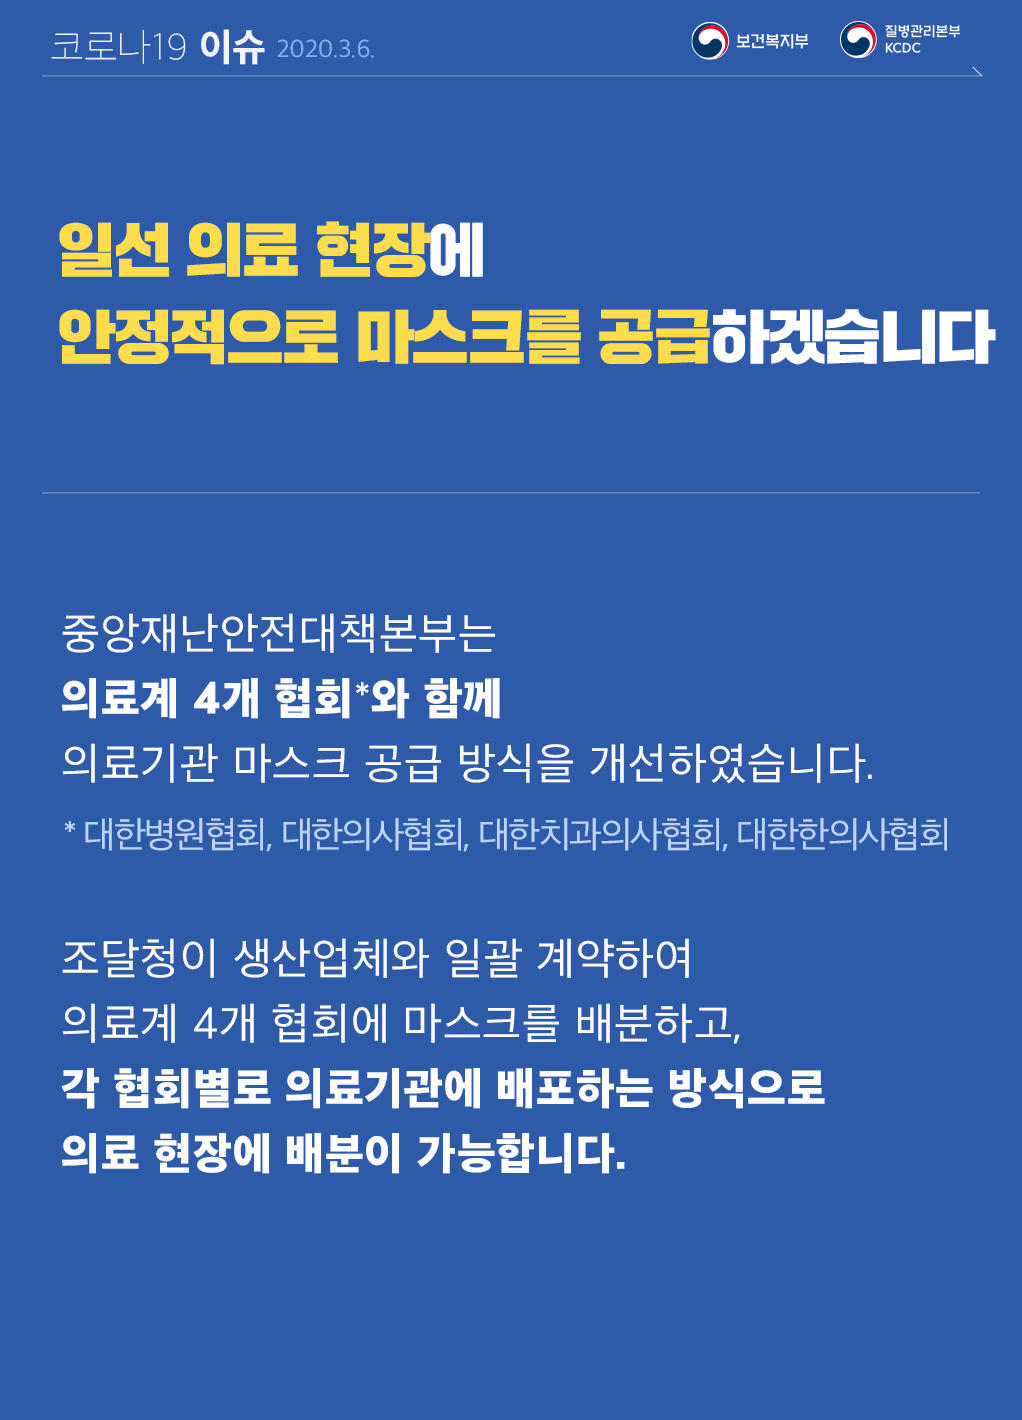 코로나19 이슈 2020.3.6.
보건복지부
질병관리본부
KCDC
일선 의료 현장에
안정적으로 마스크를 공급하겠습니다
중앙재난안전대책본부는
의료계 4개 협회*와 함께
의료기관 마스크 공급 방식을 개선하였습니다.
* 대한병원협회, 대한의사협회, 대한치과의사협회, 대한한의사협회
조달청이 생산업체와 일괄 계약하여
의료계 4개 협회에 마스크를 배분하고,
각 협회별로 의료기관에 배포하는 방식으로
의료 현장에 배분이 가능합니다.